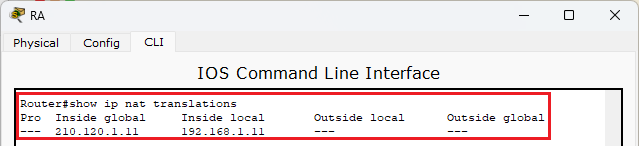 RA
Physical Config CLI
IOS Command Line Interface
Router#show ip nat translations
Pro  Inside global     Inside local       Outside local      Outside global
---  210.120.1.11      192.168.1.11       ---                ---